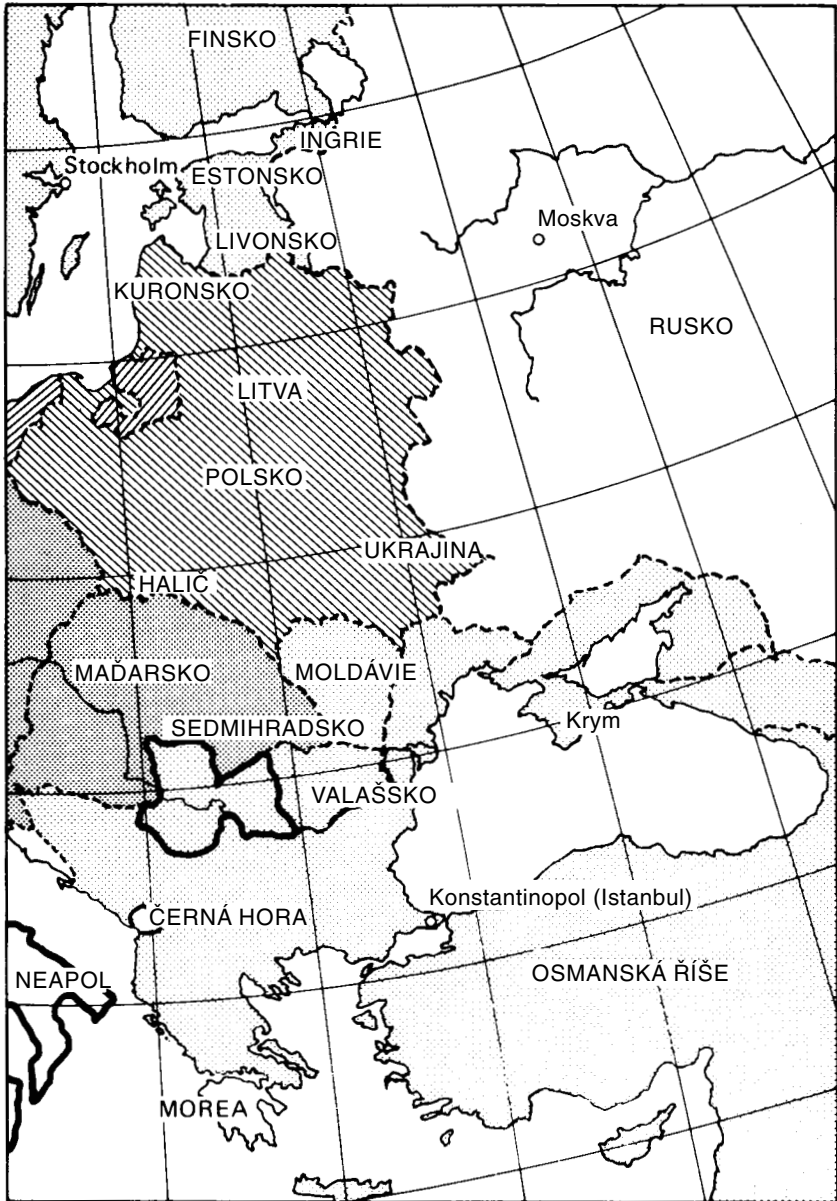 FINSKO
INGRIE
Stockholm
ESTONSKO
Moskva
LIVONSKO
KURONSKO
RUSKO
LITVA
POLSKO
UKRAJINA
HALIČ
MAĎARSKO
MOLDÁVIE
SEDMIHRADSKO
Krym
VALAŠSKO
Konstantinopol (Istanbul)
ČERNÁ HORA
NEAPOL
OSMANSKÁ ŘÍŠE
MOREA